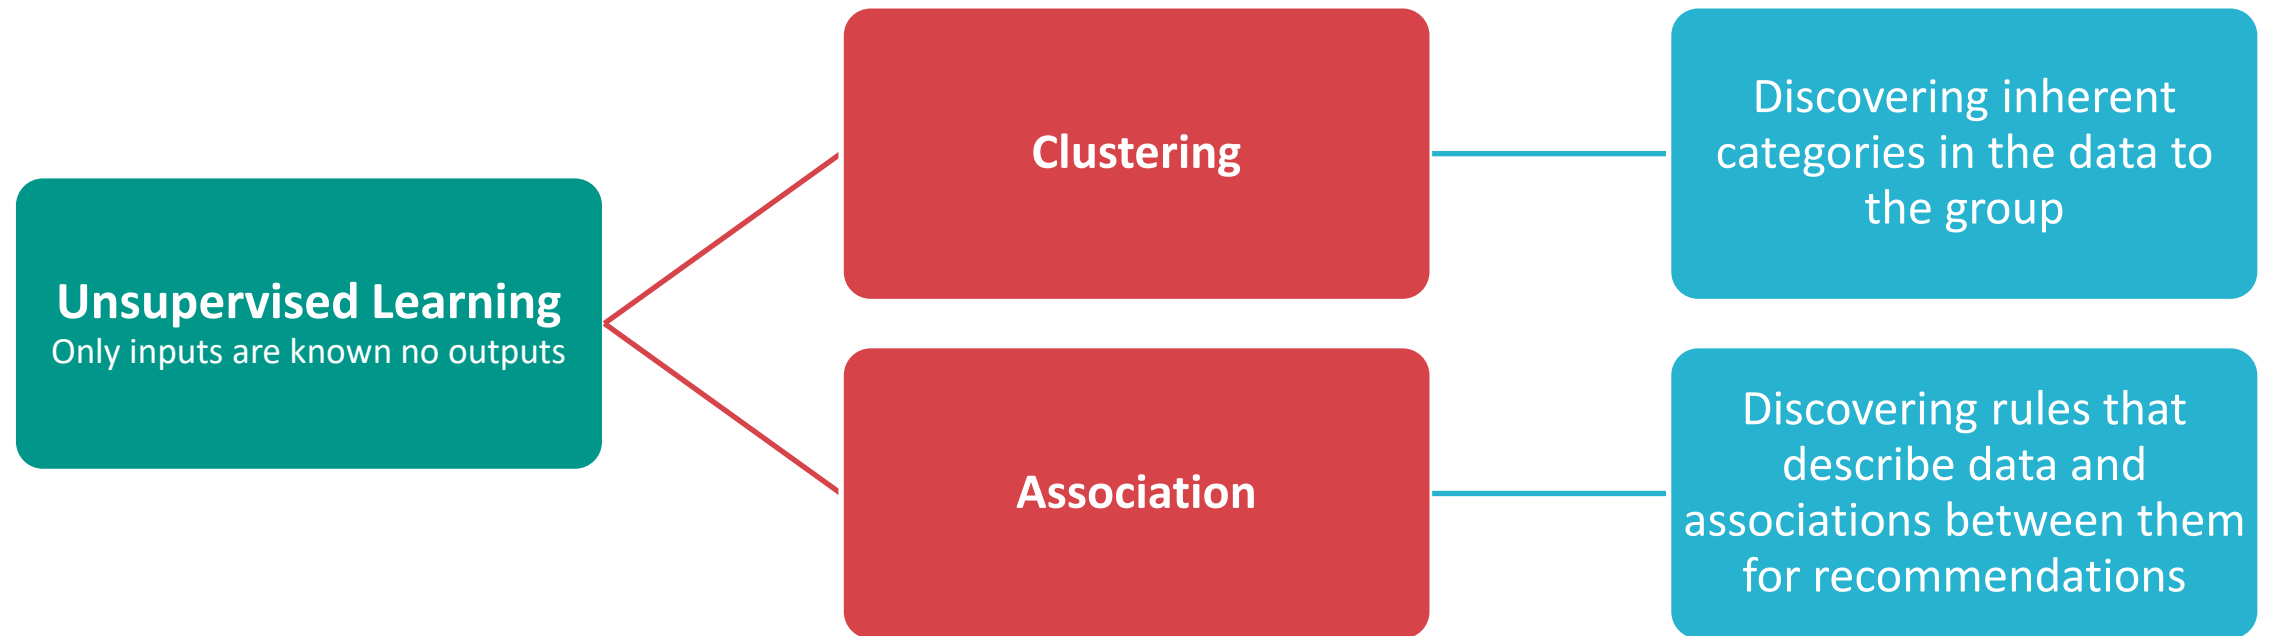 Unsupervised Learning
Only inputs are known no outputs
Clustering
Discovering inherent
categories in the data to
the group
Association
Discovering rules that
describe data and
associations between them
for recommendations